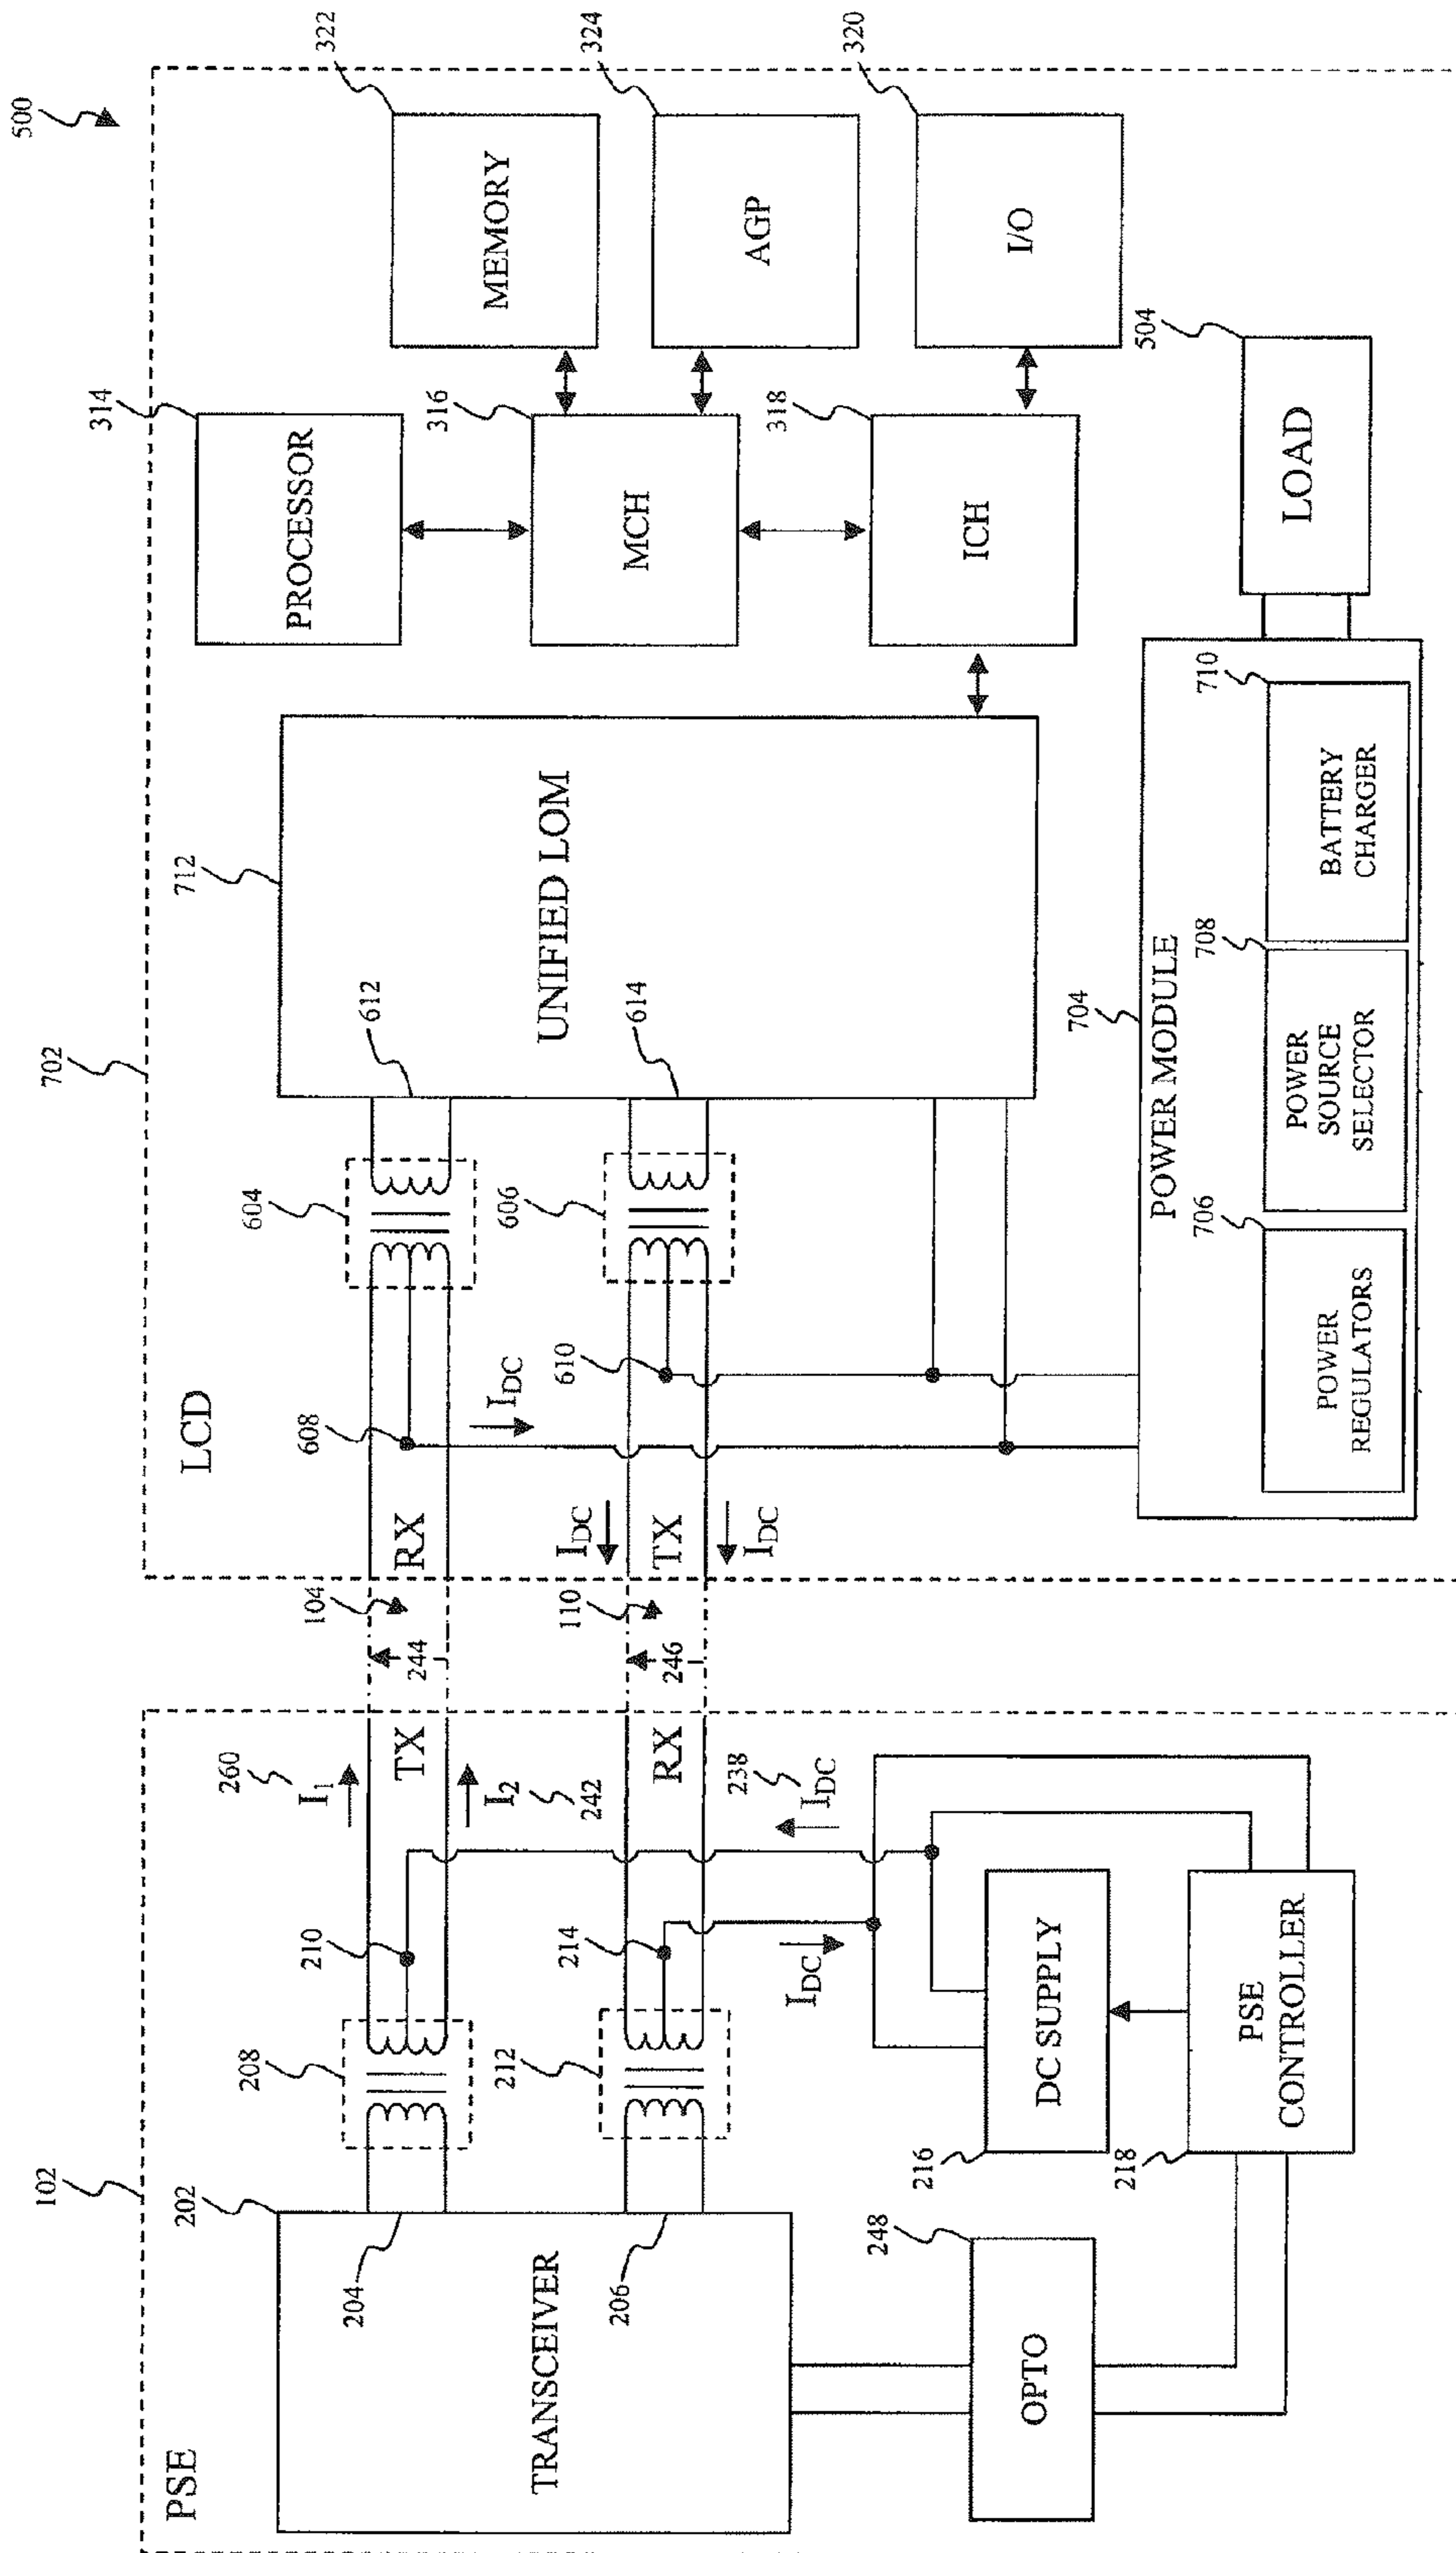 500
102
PSE
202
TRANSCEIVER
204
206
208
210
212
214
260
I1
TX
I2
242
RX
238
IDC
IDC
216
DC SUPPLY
218
PSE
CONTROLLER
248
OPTO
104
244
110
246
702
LCD
RX
608
IDC
IDC
TX
IDC
610
604
606
612
614
712
UNIFIED LOM
314
PROCESSOR
316
MCH
318
ICH
322
MEMORY
324
AGP
320
I/O
704
POWER MODULE
706
POWER
REGULATORS
708
POWER
SOURCE
SELECTOR
710
BATTERY
CHARGER
504
LOAD